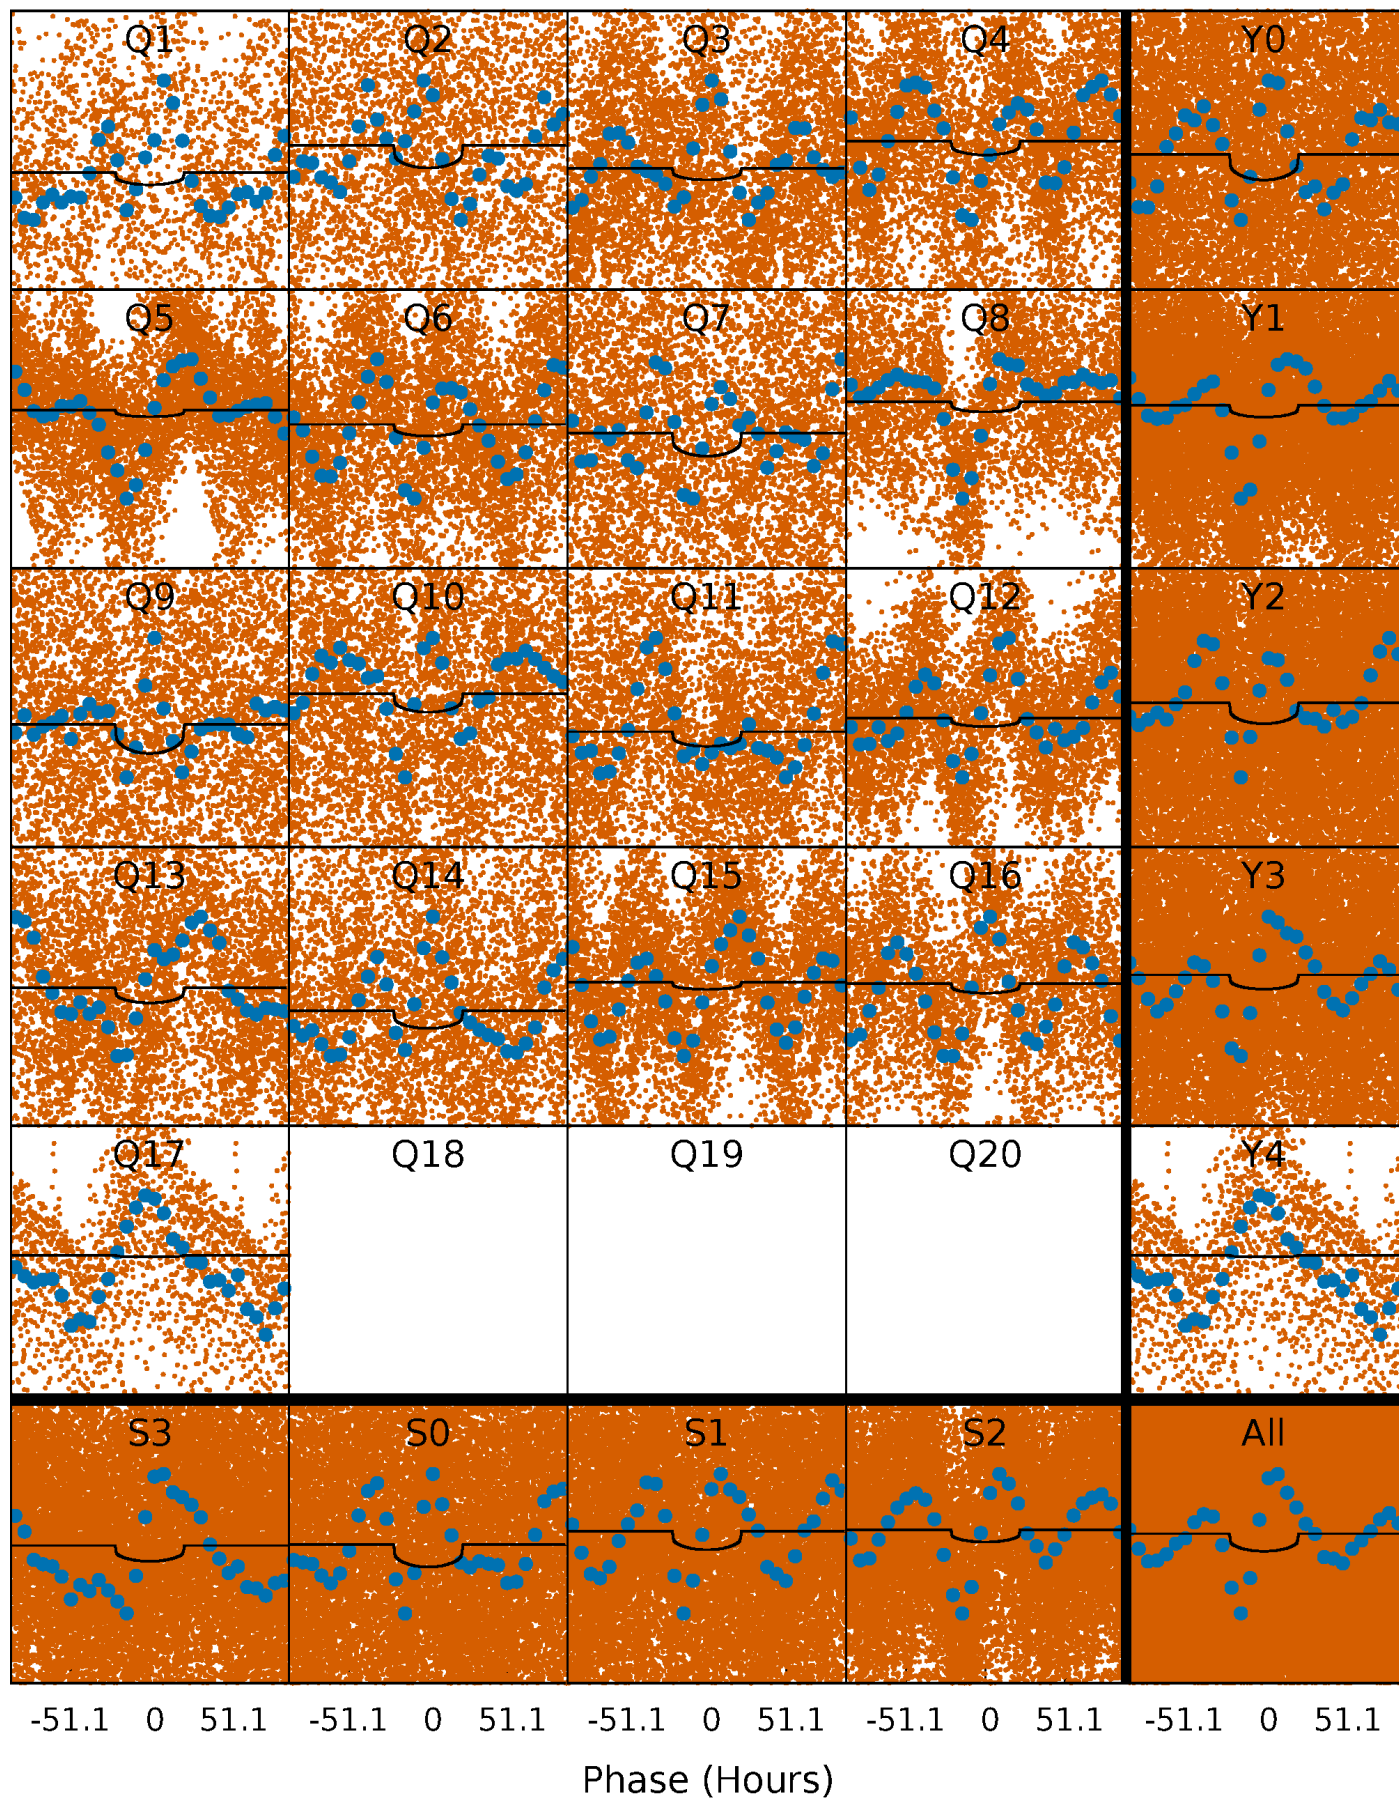 Q1 Q2 Q3 Q4 Y0
Q5 Q6 Q7 Q8 Y1
Q9 Q10 Q11 Q12 Y2
Q13 Q14 Q15 Q16 Y3
Q17 Q18 Q19 Q20 Y4
S3 S0 S1 S2 All
-51.1 0 51.1 -51.1 0 51.1 -51.1 0 51.1 -51.1 0 51.1 -51.1 0 51.1
Phase (Hours)